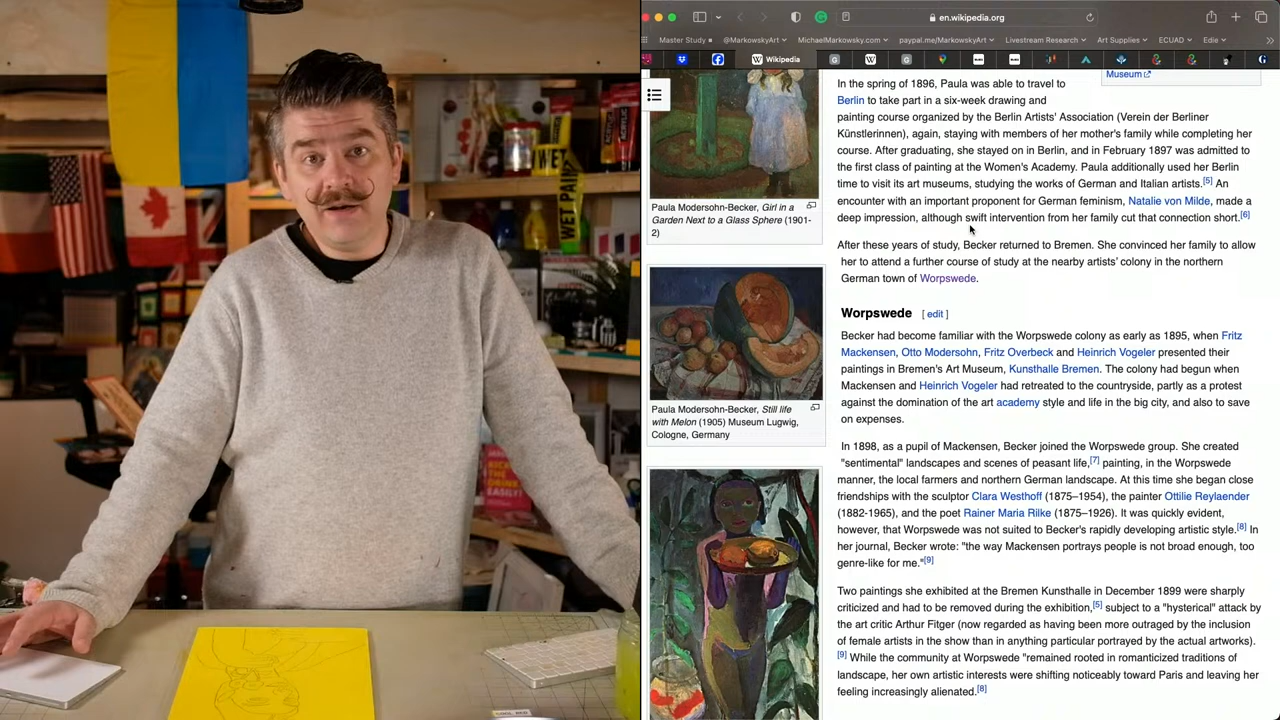 WET PAINT
WET
KICK
THE
DRINK
EASILY!
en.wikipedia.org
Master Study
@MarkowskyArt
MichaelMarkowsky.com
paypal.me/MarkowskyArt
Livestream Research
Art Supplies
ECUAD
Edie
Wikipedia
Museum
In the spring of 1896, Paula was able to travel to
Berlin to take part in a six-week drawing and
painting course organized by the Berlin Artists' Association (Verein der Berliner
Künstlerinnen), again, staying with members of her mother's family while completing her
course. After graduating, she stayed on in Berlin, and in February 1897 was admitted to
the first class of painting at the Women's Academy. Paula additionally used her Berlin
time to visit its art museums, studying the works of German and Italian artists.[5] An
encounter with an important proponent for German feminism, Natalie von Milde, made a
deep impression, although swift intervention from her family cut that connection short.[6]
After these years of study, Becker returned to Bremen. She convinced her family to allow
her to attend a further course of study at the nearby artists' colony in the northern
German town of Worpswede.
Worpswede [ edit ]
Becker had become familiar with the Worpswede colony as early as 1895, when Fritz
Mackensen, Otto Modersohn, Fritz Overbeck and Heinrich Vogeler presented their
paintings in Bremen's Art Museum, Kunsthalle Bremen. The colony had begun when
Mackensen and Heinrich Vogeler had retreated to the countryside, partly as a protest
against the domination of the art academy style and life in the big city, and also to save
on expenses.
In 1898, as a pupil of Mackensen, Becker joined the Worpswede group. She created
"sentimental" landscapes and scenes of peasant life,[7] painting, in the Worpswede
manner, the local farmers and northern German landscape. At this time she began close
friendships with the sculptor Clara Westhoff (1875–1954), the painter Ottilie Reylaender
(1882-1965), and the poet Rainer Maria Rilke (1875–1926). It was quickly evident,
however, that Worpswede was not suited to Becker's rapidly developing artistic style.[8] In
her journal, Becker wrote: "the way Mackensen portrays people is not broad enough, too
genre-like for me."[9]
Two paintings she exhibited at the Bremen Kunsthalle in December 1899 were sharply
criticized and had to be removed during the exhibition,[5] subject to a "hysterical" attack by
the art critic Arthur Fitger (now regarded as having been more outraged by the inclusion
of female artists in the show than in anything particular portrayed by the actual artworks).
[9] While the community at Worpswede "remained rooted in romanticized traditions of
landscape, her own artistic interests were shifting noticeably toward Paris and leaving her
feeling increasingly alienated.[8]
Paula Modersohn-Becker, Girl in a
Garden Next to a Glass Sphere (1901-
2)
Paula Modersohn-Becker, Still life
with Melon (1905) Museum Lugwig,
Cologne, Germany